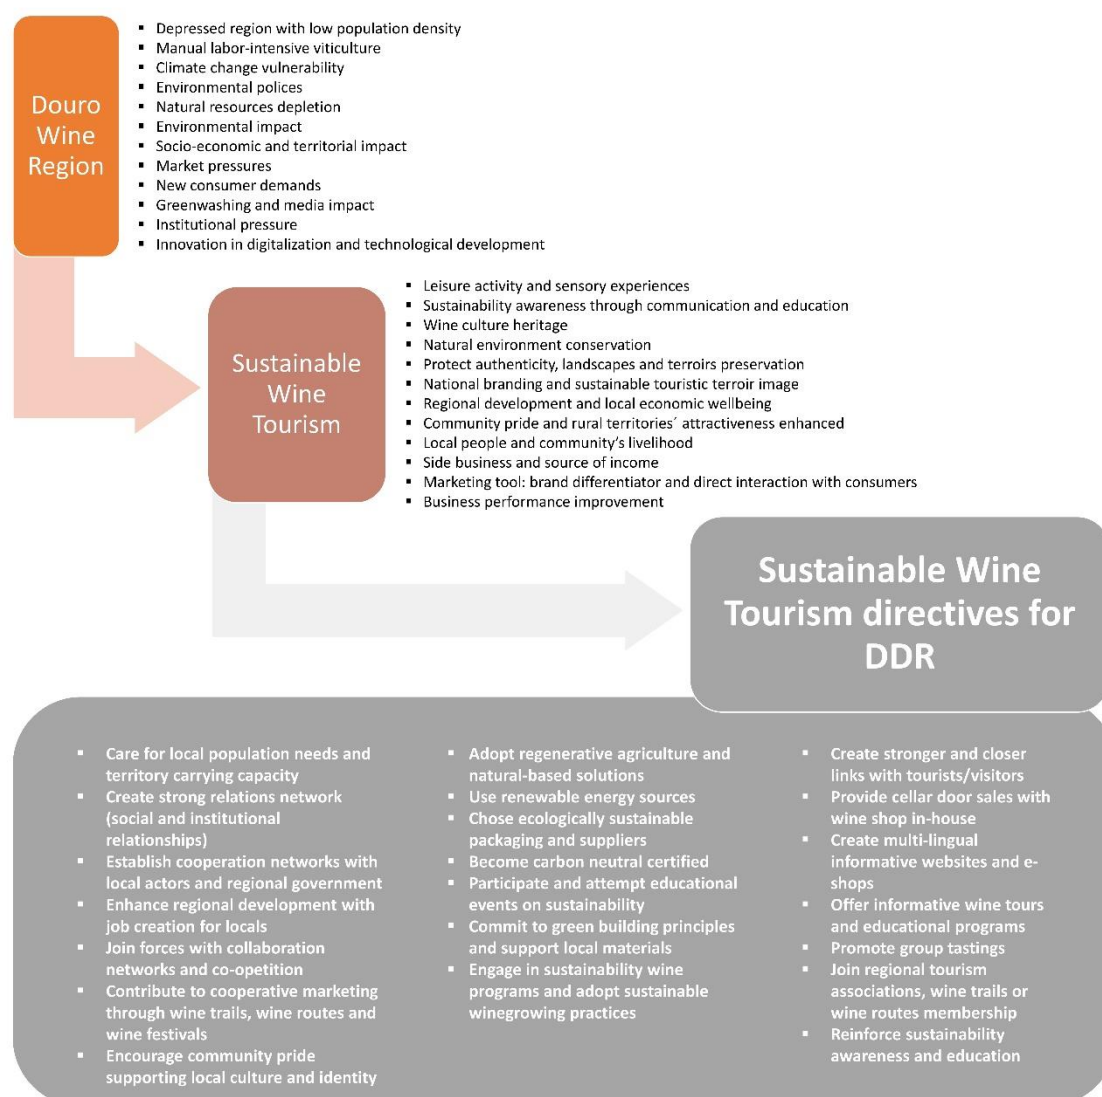 Douro
Wine
Region
▪ Depressed region with low population density
▪ Manual labor-intensive viticulture
▪ Climate change vulnerability
▪ Environmental polices
▪ Natural resources depletion
▪ Environmental impact
▪ Socio-economic and territorial impact
▪ Market pressures
▪ New consumer demands
▪ Greenwashing and media impact
▪ Institutional pressure
▪ Innovation in digitalization and technological development
Sustainable
Wine
Tourism
▪ Leisure activity and sensory experiences
▪ Sustainability awareness through communication and education
▪ Wine culture heritage
▪ Natural environment conservation
▪ Protect authenticity, landscapes and terroirs preservation
▪ National branding and sustainable touristic terroir image
▪ Regional development and local economic wellbeing
▪ Community pride and rural territories´ attractiveness enhanced
▪ Local people and community’s livelihood
▪ Side business and source of income
▪ Marketing tool: brand differentiator and direct interaction with consumers
▪ Business performance improvement
Sustainable Wine
Tourism directives for
DDR
▪ Care for local population needs and
territory carrying capacity
▪ Create strong relations network
(social and institutional
relationships)
▪ Establish cooperation networks with
local actors and regional government
▪ Enhance regional development with
job creation for locals
▪ Join forces with collaboration
networks and co-opetition
▪ Contribute to cooperative marketing
through wine trails, wine routes and
wine festivals
▪ Encourage community pride
supporting local culture and identity
▪ Adopt regenerative agriculture and
natural-based solutions
▪ Use renewable energy sources
▪ Chose ecologically sustainable
packaging and suppliers
▪ Become carbon neutral certified
▪ Participate and attempt educational
events on sustainability
▪ Commit to green building principles
and support local materials
▪ Engage in sustainability wine
programs and adopt sustainable
winegrowing practices
▪ Create stronger and closer
links with tourists/visitors
▪ Provide cellar door sales with
wine shop in-house
▪ Create multi-lingual
informative websites and e-
shops
▪ Offer informative wine tours
and educational programs
▪ Promote group tastings
▪ Join regional tourism
associations, wine trails or
wine routes membership
▪ Reinforce sustainability
awareness and education